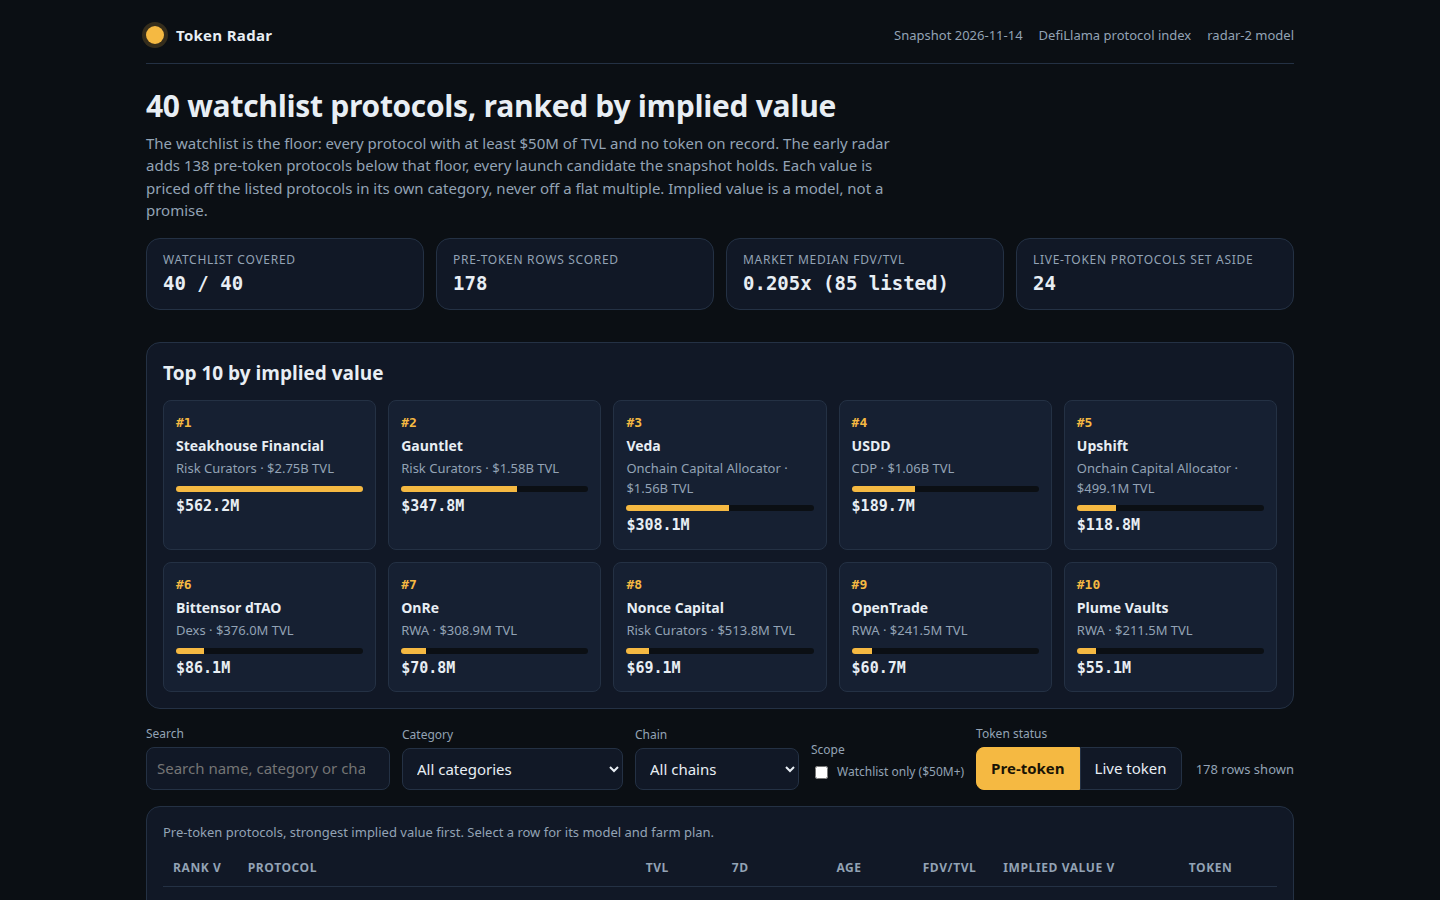 Token Radar
Snapshot 2026-11-14 DefiLlama protocol index radar-2 model
40 watchlist protocols, ranked by implied value
The watchlist is the floor: every protocol with at least $50M of TVL and no token on record. The early radar
adds 138 pre-token protocols below that floor, every launch candidate the snapshot holds. Each value is
priced off the listed protocols in its own category, never off a flat multiple. Implied value is a model, not a
promise.
WATCHLIST COVERED
40 / 40
PRE-TOKEN ROWS SCORED
178
MARKET MEDIAN FDV/TVL
0.205x (85 listed)
LIVE-TOKEN PROTOCOLS SET ASIDE
24
Top 10 by implied value
#1
Steakhouse Financial
Risk Curators · $2.75B TVL
$562.2M
#2
Gauntlet
Risk Curators · $1.58B TVL
$347.8M
#3
Veda
Onchain Capital Allocator ·
$1.56B TVL
$308.1M
#4
USDD
CDP · $1.06B TVL
$189.7M
#5
Upshift
Onchain Capital Allocator ·
$499.1M TVL
$118.8M
#6
Bittensor dTAO
Dexs · $376.0M TVL
$86.1M
#7
OnRe
RWA · $308.9M TVL
$70.8M
#8
Nonce Capital
Risk Curators · $513.8M TVL
$69.1M
#9
OpenTrade
RWA · $241.5M TVL
$60.7M
#10
Plume Vaults
RWA · $211.5M TVL
$55.1M
Search
Search name, category or cha
Category
All categories
Chain
All chains
Scope
Watchlist only ($50M+)
Token status
Pre-token Live token
178 rows shown
Pre-token protocols, strongest implied value first. Select a row for its model and farm plan.
RANK V PROTOCOL TVL 7D AGE FDV/TVL IMPLIED VALUE V TOKEN